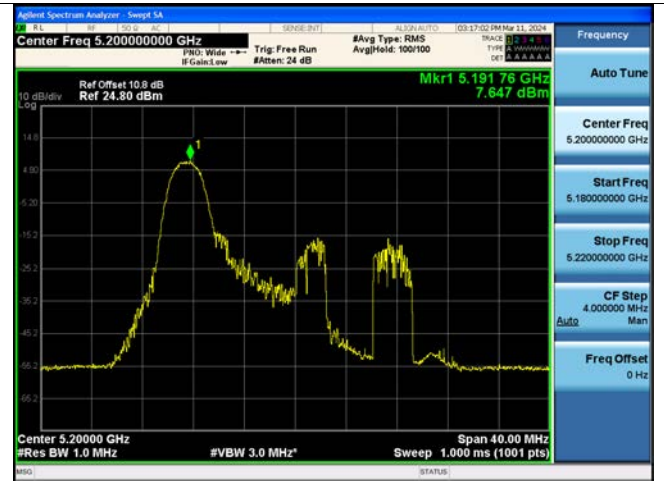 Agilent Spectrum Analyzer - Swept SA
RL RF 50 Ω AC SENSE:INT ALIGN AUTO 03:17:02 PM Mar 11, 2024
Center Freq 5.200000000 GHz
PNO: Wide
IFGain:Low
Trig: Free Run
#Atten: 24 dB
#Avg Type: RMS
Avg|Hold: 100/100
TRACE 1 2 3 4 5 6
TYPE
DET A A A A A A
Mkr1 5.191 76 GHz
7.647 dBm
Ref Offset 10.8 dB
Ref 24.80 dBm
10 dB/div
Log
1
14.8
4.80
-5.20
-15.2
-25.2
-35.2
-45.2
-55.2
-65.2
Center 5.20000 GHz
Span 40.00 MHz
#Res BW 1.0 MHz
#VBW 3.0 MHz*
Sweep 1.000 ms (1001 pts)
MSG
STATUS
Frequency
Auto Tune
Center Freq
5.200000000 GHz
Start Freq
5.180000000 GHz
Stop Freq
5.220000000 GHz
CF Step
4.000000 MHz
Auto Man
Freq Offset
0 Hz